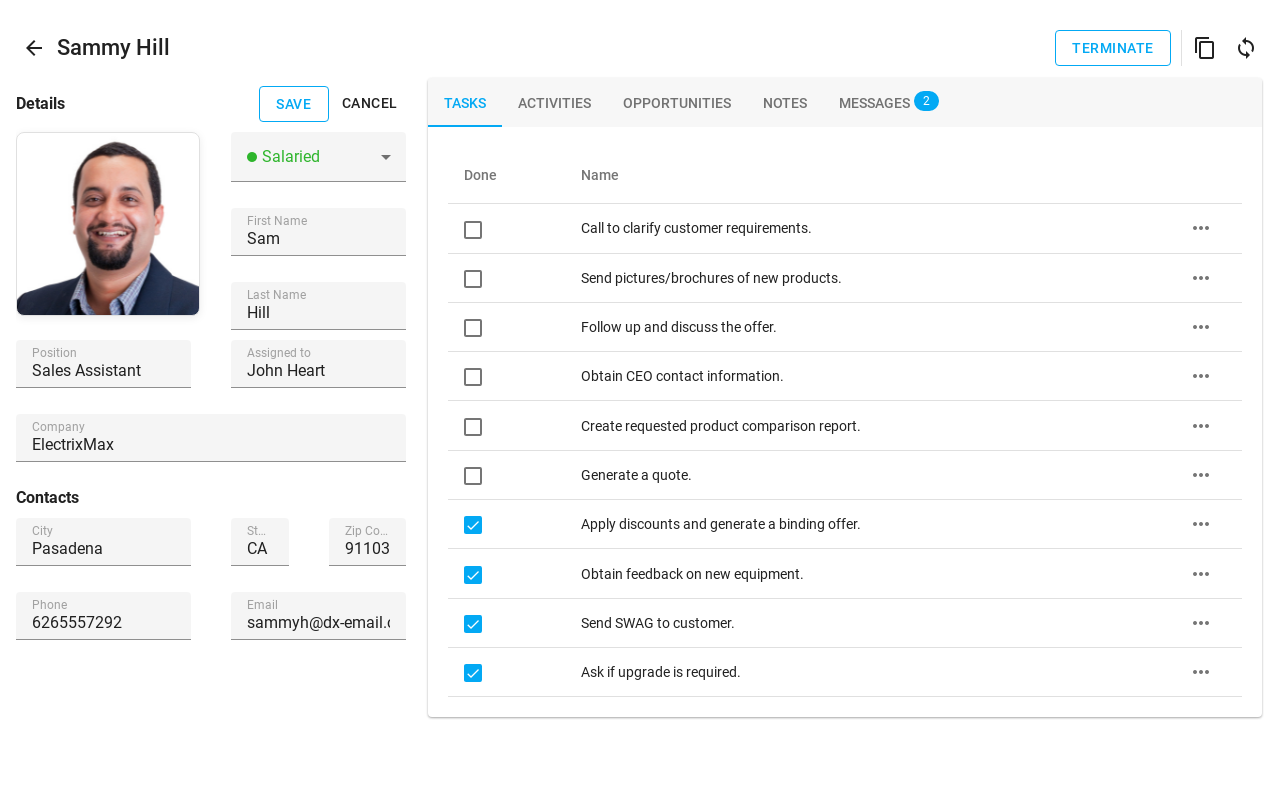 Sammy Hill
TERMINATE
Details
SAVE
CANCEL
Salaried
First Name
Sam
Last Name
Hill
Position
Sales Assistant
Assigned to
John Heart
Company
ElectrixMax
Contacts
City
Pasadena
St...
CA
Zip Co...
91103
Phone
6265557292
Email
sammyh@dx-email.c
TASKS
ACTIVITIES
OPPORTUNITIES
NOTES
MESSAGES 2
Done Name
Call to clarify customer requirements.
Send pictures/brochures of new products.
Follow up and discuss the offer.
Obtain CEO contact information.
Create requested product comparison report.
Generate a quote.
Apply discounts and generate a binding offer.
Obtain feedback on new equipment.
Send SWAG to customer.
Ask if upgrade is required.